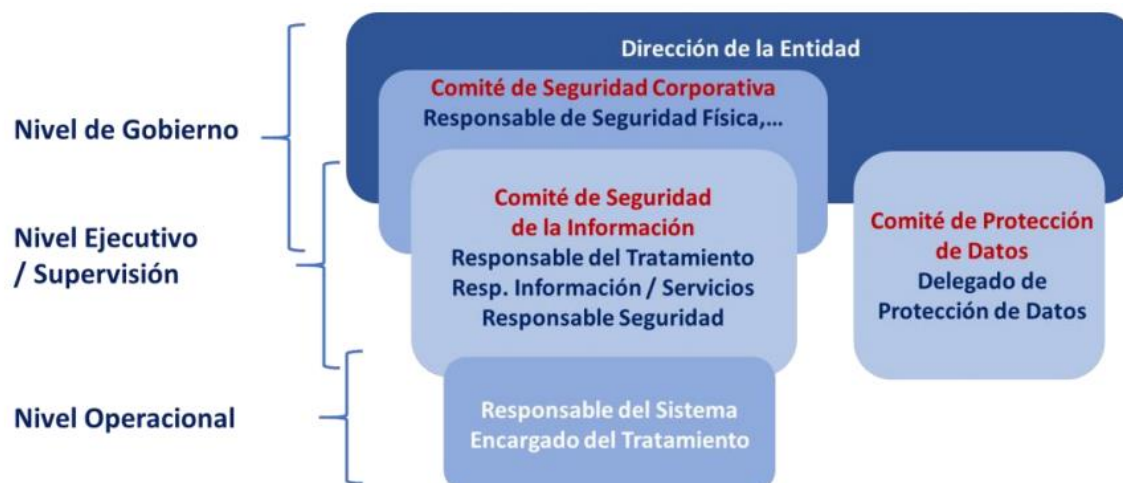 Dirección de la Entidad
Comité de Seguridad Corporativa
Responsable de Seguridad Física,...
Nivel de Gobierno
Comité de Seguridad
de la Información
Responsable del Tratamiento
Resp. Información / Servicios
Responsable Seguridad
Comité de Protección
de Datos
Delegado de
Protección de Datos
Nivel Ejecutivo
/ Supervisión
Nivel Operacional
Responsable del Sistema
Encargado del Tratamiento